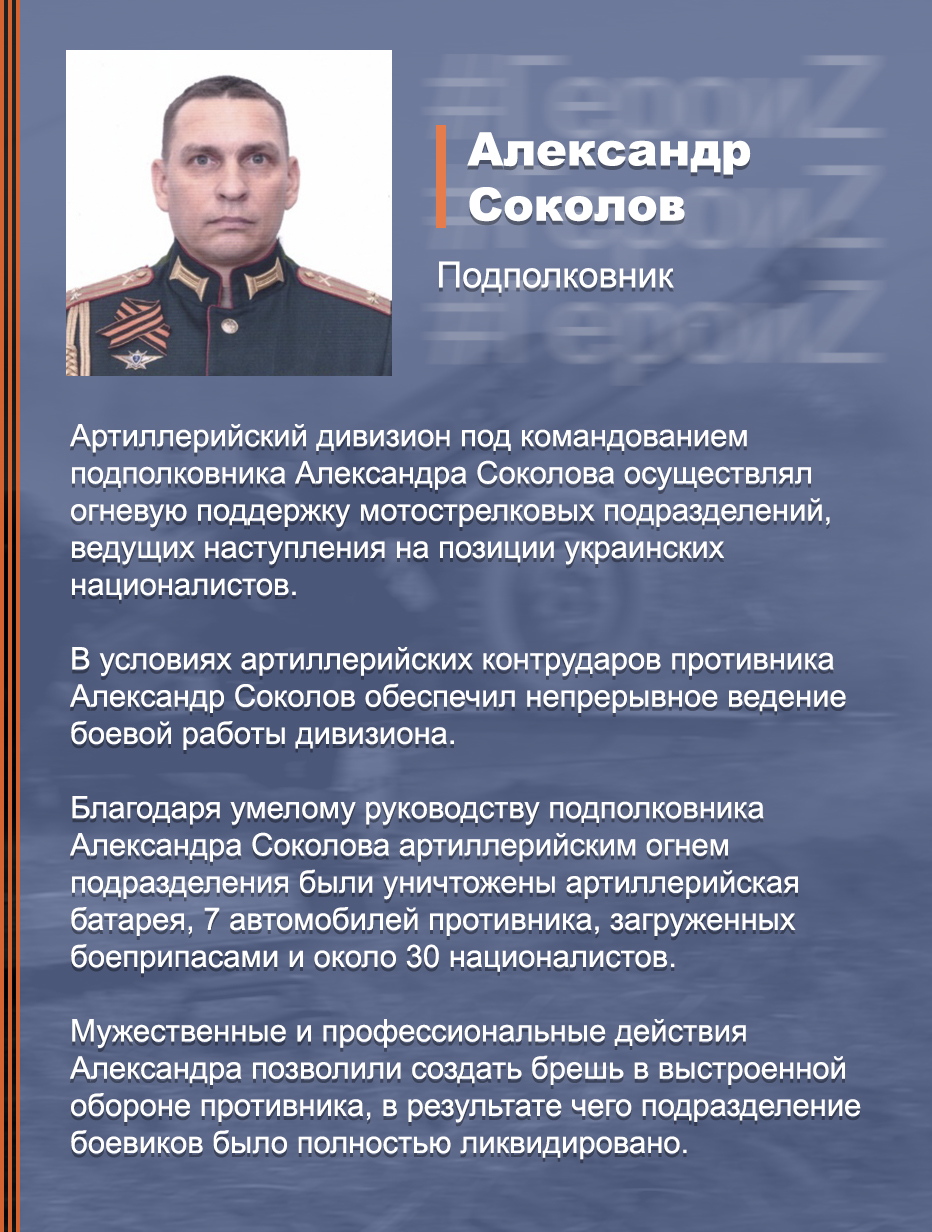 #ГероиZ
Александр
#ГероиZ
Соколов
Подполковник
#ГероиZ
Артиллерийский дивизион под командованием
подполковника Александра Соколова осуществлял
огневую поддержку мотострелковых подразделений,
ведущих наступления на позиции украинских
националистов.
В условиях артиллерийских контрударов противника
Александр Соколов обеспечил непрерывное ведение
боевой работы дивизиона.
Благодаря умелому руководству подполковника
Александра Соколова артиллерийским огнем
подразделения были уничтожены артиллерийская
батарея, 7 автомобилей противника, загруженных
боеприпасами и около 30 националистов.
Мужественные и профессиональные действия
Александра позволили создать брешь в выстроенной
обороне противника, в результате чего подразделение
боевиков было полностью ликвидировано.